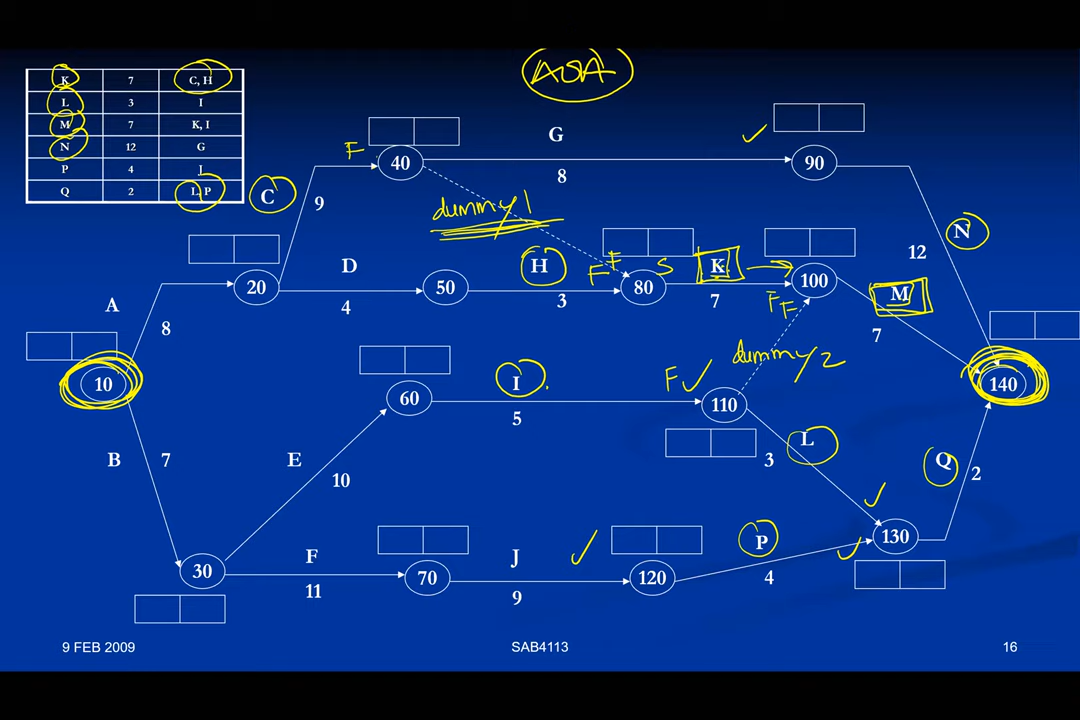 AOA
K 7 C, H
L 3 I
M 7 K, I
N 12 G
P 4 J
Q 2 L, P
G
8
F
40
90
C
9
dummy 1
N
12
D
4
H
3
F F
S
K
7
20
50
80
100
M
7
A
8
F F
dummy 2
10
60
I
5
F
110
140
B
7
E
10
3
L
Q
2
130
P
4
30
F
11
70
J
9
120
9 FEB 2009
SAB4113
16